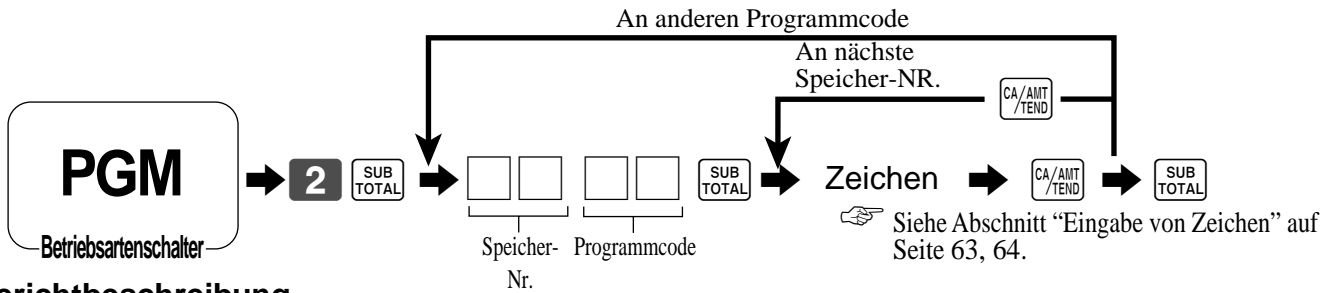 An anderen Programmcode
An nächste
Speicher-NR.
CA/AMT
TEND
PGM
Betriebsartenschalter
2
SUB
TOTAL
SUB
TOTAL
Zeichen
CA/AMT
TEND
SUB
TOTAL
Speicher-
Nr.
Programmcode
Siehe Abschnitt “Eingabe von Zeichen” auf
Seite 63, 64.